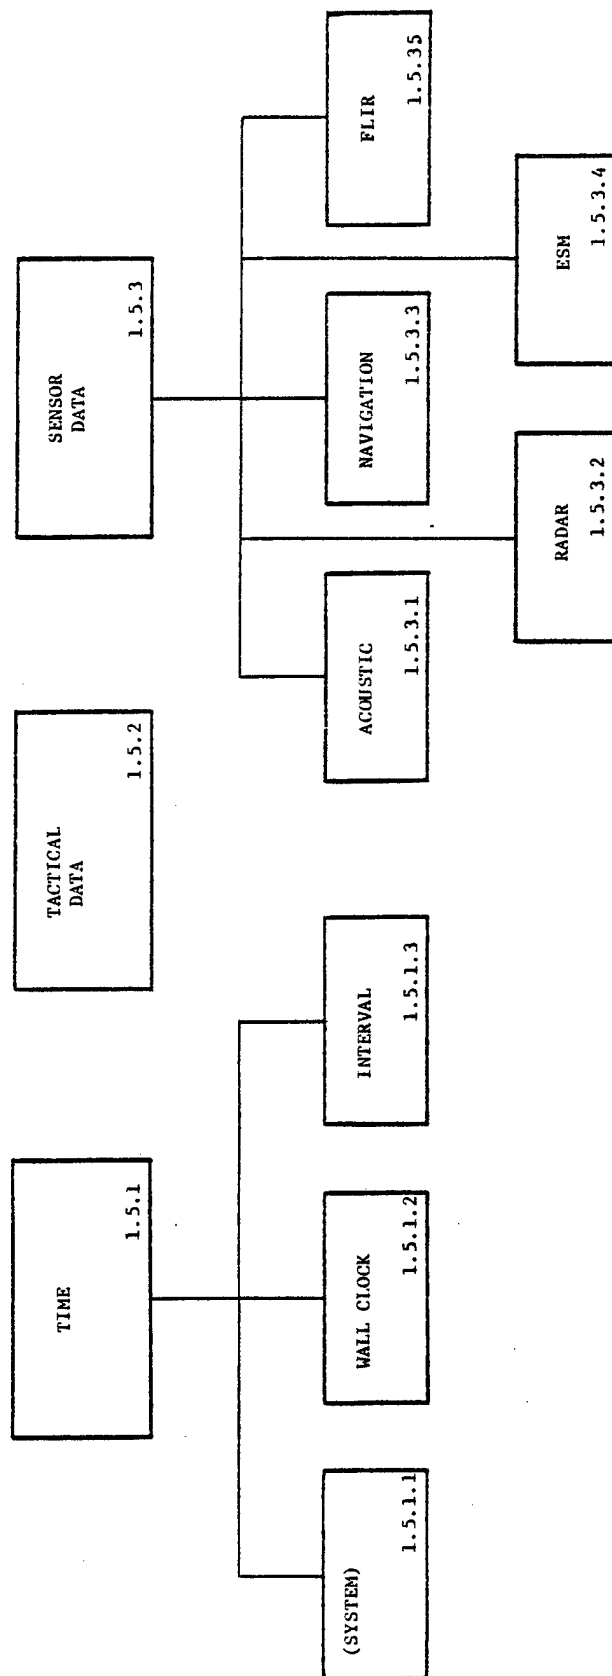 TIME
1.5.1
TACTICAL
DATA
1.5.2
SENSOR
DATA
1.5.3
(SYSTEM)
1.5.1.1
WALL CLOCK
1.5.1.2
INTERVAL
1.5.1.3
ACOUSTIC
1.5.3.1
NAVIGATION
1.5.3.3
FLIR
1.5.35
RADAR
1.5.3.2
ESM
1.5.3.4